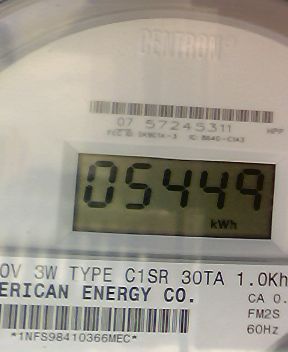 CENTRON
07 57245311
HPP
05449
kWh
0V 3W TYPE C1SR 30TA 1.0Kh
ERICAN ENERGY CO.
CA 0.
FM2S
60Hz
*1NFS98410366MEC*